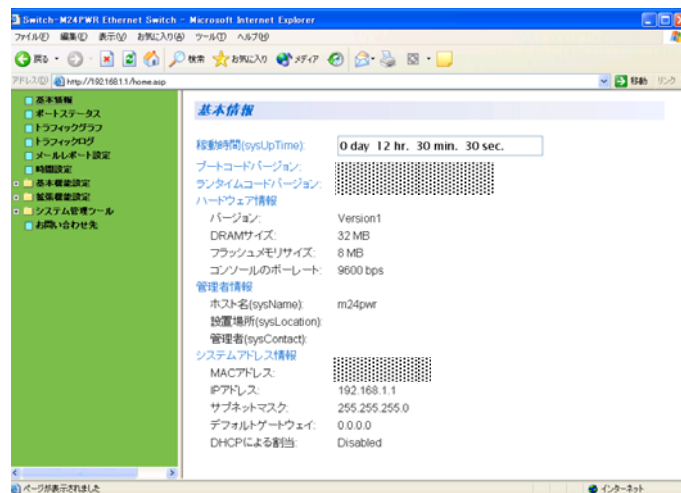 Switch-M24PWR Ethernet Switch - Microsoft Internet Explorer
ファイル(F) 編集(E) 表示(V) お気に入り(A) ツール(T) ヘルプ(H)
戻る 検索 お気に入り メディア
アドレス(D) http://192.168.1.1/home.asp 移動 リンク
基本情報
ポートステータス
トラフィックグラフ
トラフィックログ
メールレポート設定
時間設定
基本機能設定
拡張機能設定
システム管理ツール
お問い合わせ先
基本情報
稼動時間(sysUpTime): 0 day 12 hr. 30 min. 30 sec.
ブートコードバージョン:
ランタイムコードバージョン:
ハードウェア情報
バージョン: Version1
DRAMサイズ: 32 MB
フラッシュメモリサイズ: 8 MB
コンソールのボーレート: 9600 bps
管理者情報
ホスト名(sysName): m24pwr
設置場所(sysLocation):
管理者(sysContact):
システムアドレス情報
MACアドレス:
IPアドレス: 192.168.1.1
サブネットマスク: 255.255.255.0
デフォルトゲートウェイ: 0.0.0.0
DHCPによる割当: Disabled
ページが表示されました インターネット